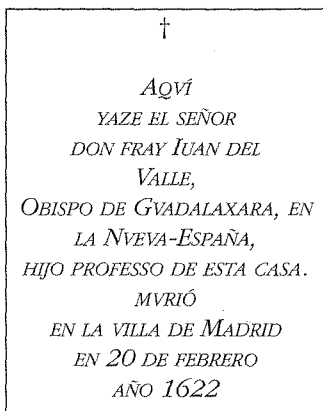 †
AQVÍ
YAZE EL SEÑOR
DON FRAY IUAN DEL
VALLE,
OBISPO DE GVADALAXARA, EN
LA NVEVA-ESPAÑA,
HIJO PROFESSO DE ESTA CASA.
MVRIÓ
EN LA VILLA DE MADRID
EN 20 DE FEBRERO
AÑO 1622